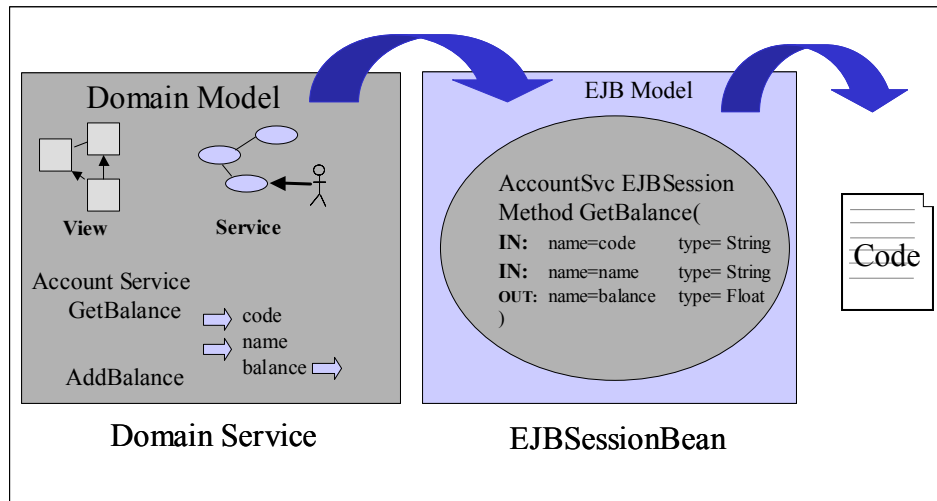 Domain Model
View
Service
Account Service
GetBalance
code
name
balance
AddBalance
Domain Service
EJB Model
AccountSvc EJBSession
Method GetBalance(
IN: name=code type= String
IN: name=name type= String
OUT: name=balance type= Float
)
EJBSessionBean
Code